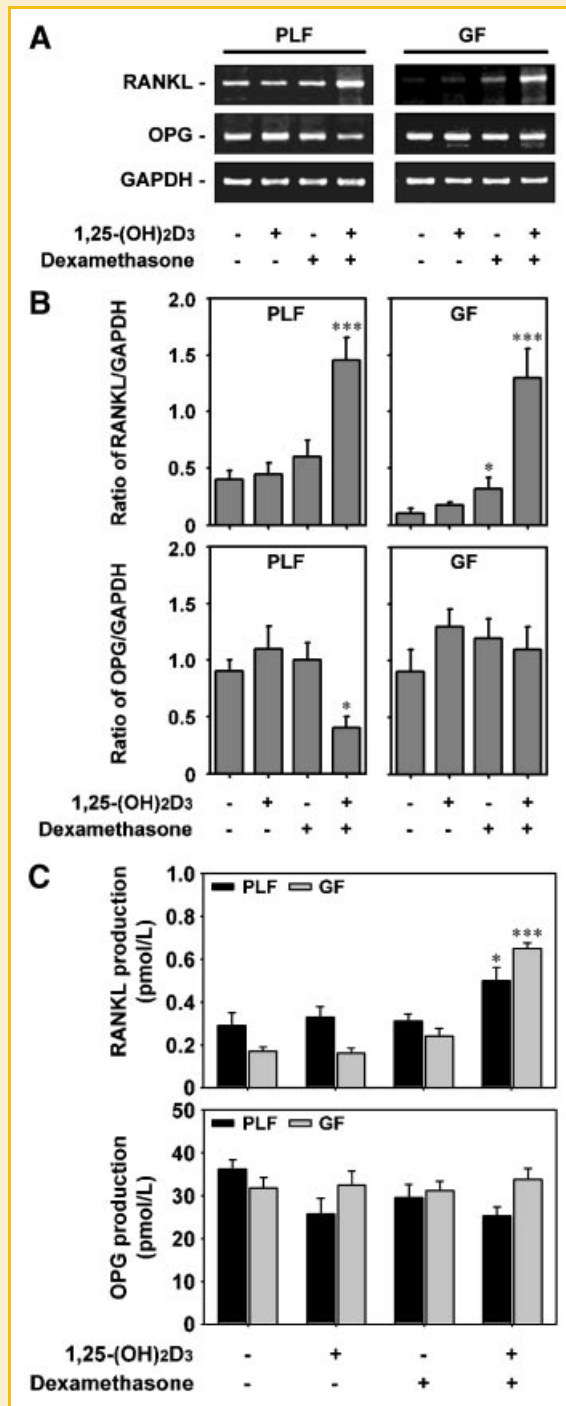 A
PLF GF
RANKL -
OPG -
GAPDH -
1,25-(OH)2D3 - + - + - + - +
Dexamethasone - - + + - - + +
B
Ratio of RANKL/GAPDH
2.0
1.5
1.0
0.5
0
PLF
***
GF
*
***
Ratio of OPG/GAPDH
2.0
1.5
1.0
0.5
0
PLF
*
GF
1,25-(OH)2D3 - + - + - + - +
Dexamethasone - - + + - - + +
C
RANKL production
(pmol/L)
1.0
0.8
0.6
0.4
0.2
0
PLF GF
* ***
OPG production
(pmol/L)
50
40
30
20
10
0
PLF GF
1,25-(OH)2D3 - + - +
Dexamethasone - - + +